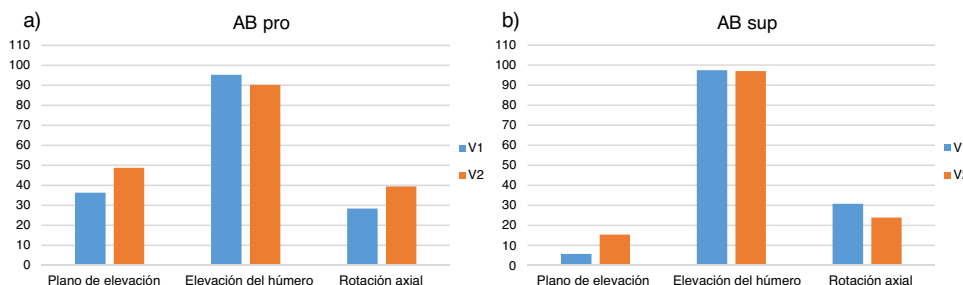 a)
AB pro
110
100
90
80
70
60
50
40
30
20
10
0
Plano de elevación
Elevación del húmero
Rotación axial
V1
V2
b)
AB sup
110
100
90
80
70
60
50
40
30
20
10
0
Plano de elevación
Elevación del húmero
Rotación axial